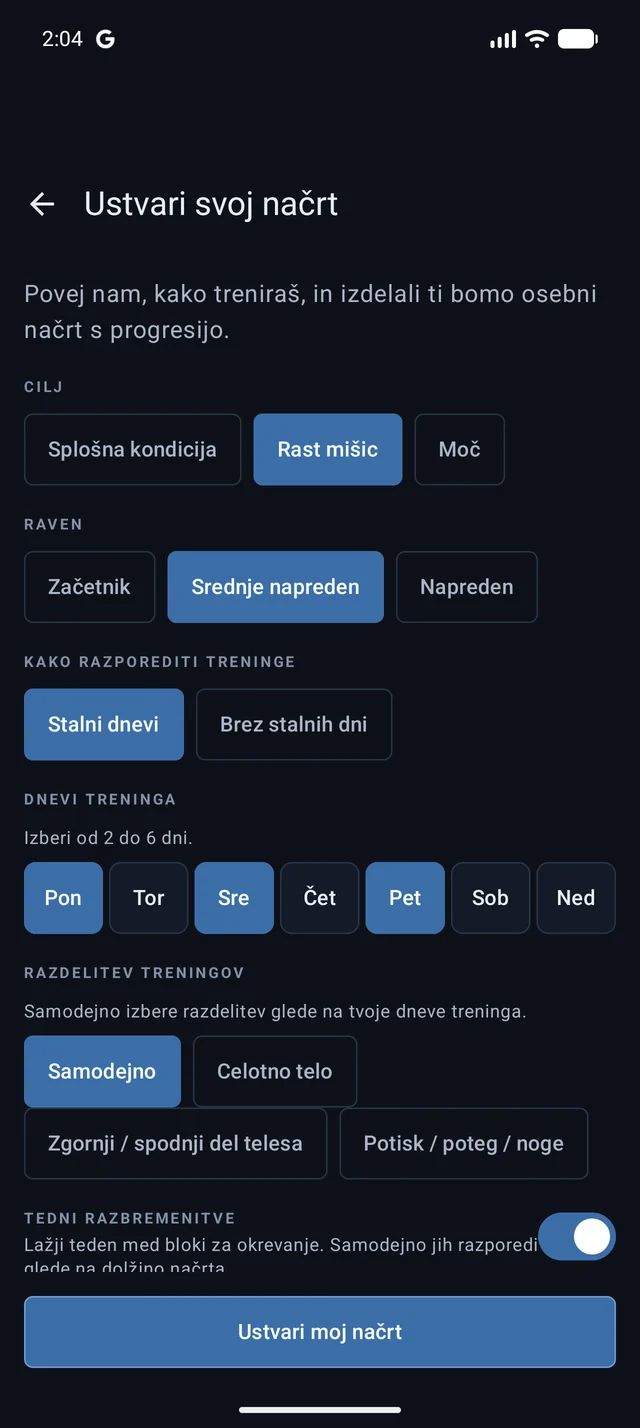 2:04 G
Ustvari svoj načrt
Povej nam, kako treniraš, in izdelali ti bomo osebni
načrt s progresijo.
CILJ
Splošna kondicija Rast mišic Moč
RAVEN
Začetnik Srednje napreden Napreden
KAKO RAZPOREDITI TRENINGE
Stalni dnevi Brez stalnih dni
DNEVI TRENINGA
Izberi od 2 do 6 dni.
Pon Tor Sre Čet Pet Sob Ned
RAZDELITEV TRENINGOV
Samodejno izbere razdelitev glede na tvoje dneve treninga.
Samodejno Celotno telo
Zgornji / spodnji del telesa Potisk / poteg / noge
TEDNI RAZBREMENITVE
Lažji teden med bloki za okrevanje. Samodejno jih razporedi
glede na dolžino načrta
Ustvari moj načrt